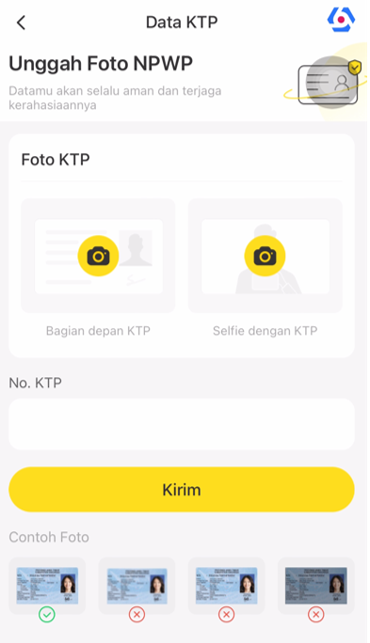 Data KTP
Unggah Foto NPWP
Datamu akan selalu aman dan terjaga
kerahasiaannya
Foto KTP
Bagian depan KTP
Selfie dengan KTP
No. KTP
Kirim
Contoh Foto